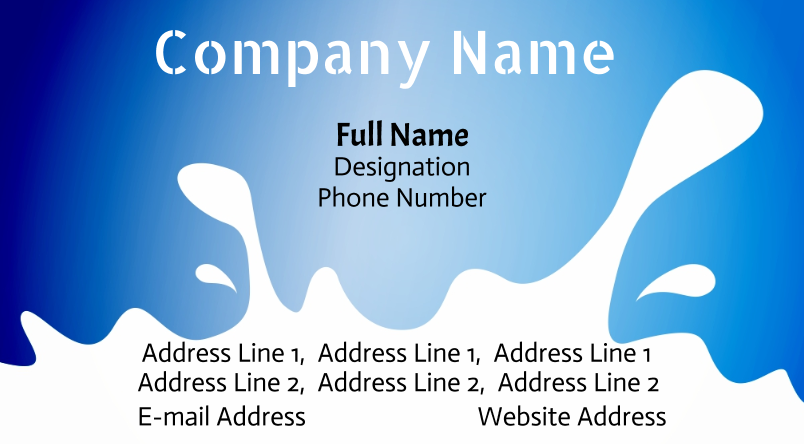 Company Name
Full Name
Designation
Phone Number
Address Line 1, Address Line 1, Address Line 1
Address Line 2, Address Line 2, Address Line 2
E-mail Address Website Address